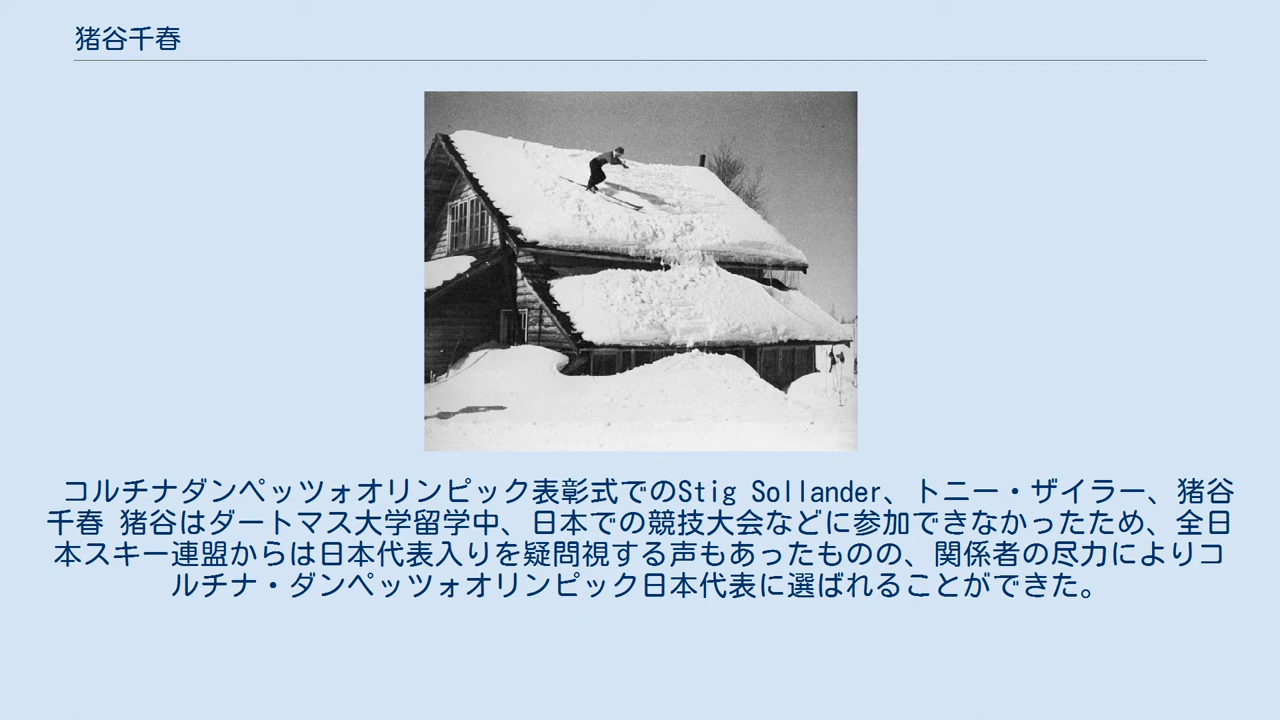 猪谷千春
コルチナダンペッツォオリンピック表彰式でのStig Sollander、トニー・ザイラー、猪谷
千春 猪谷はダートマス大学留学中、日本での競技大会などに参加できなかったため、全日
本スキー連盟からは日本代表入りを疑問視する声もあったものの、関係者の尽力によりコ
ルチナ・ダンペッツォオリンピック日本代表に選ばれることができた。